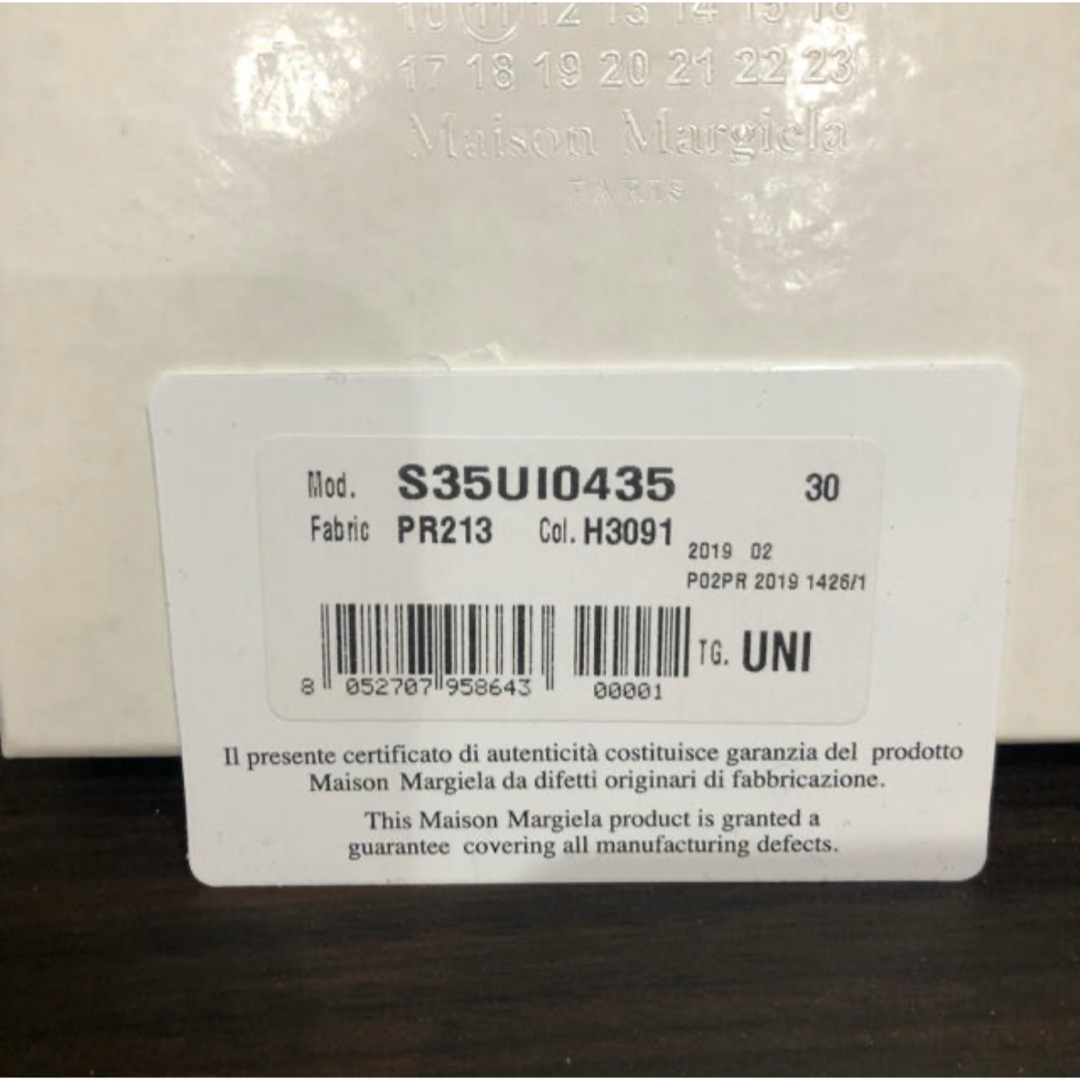 10 11 12 13 14 15 16
17 18 19 20 21 22 23
Maison Margiela
PARIS
Mod. S35UI0435 30
Fabric PR213 Col. H3091
2019 02
P02PR 2019 1426/1
TG. UNI
8 052707 958643 00001
Il presente certificato di autenticità costituisce garanzia del prodotto
Maison Margiela da difetti originari di fabbricazione.
This Maison Margiela product is granted a
guarantee covering all manufacturing defects.